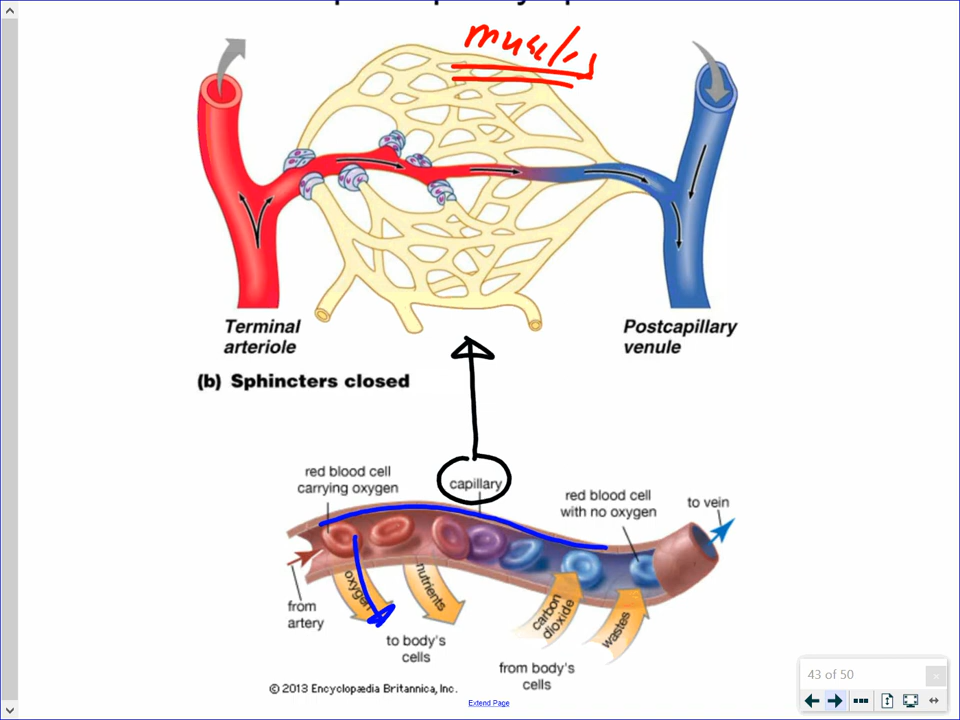 muscles
Terminal
arteriole
Postcapillary
venule
(b) Sphincters closed
red blood cell
carrying oxygen
capillary
red blood cell
with no oxygen
to vein
oxygen
nutrients
carbon
dioxide
wastes
from
artery
to body's
cells
from body's
cells
© 2013 Encyclopædia Britannica, Inc.
Extend Page
43 of 50